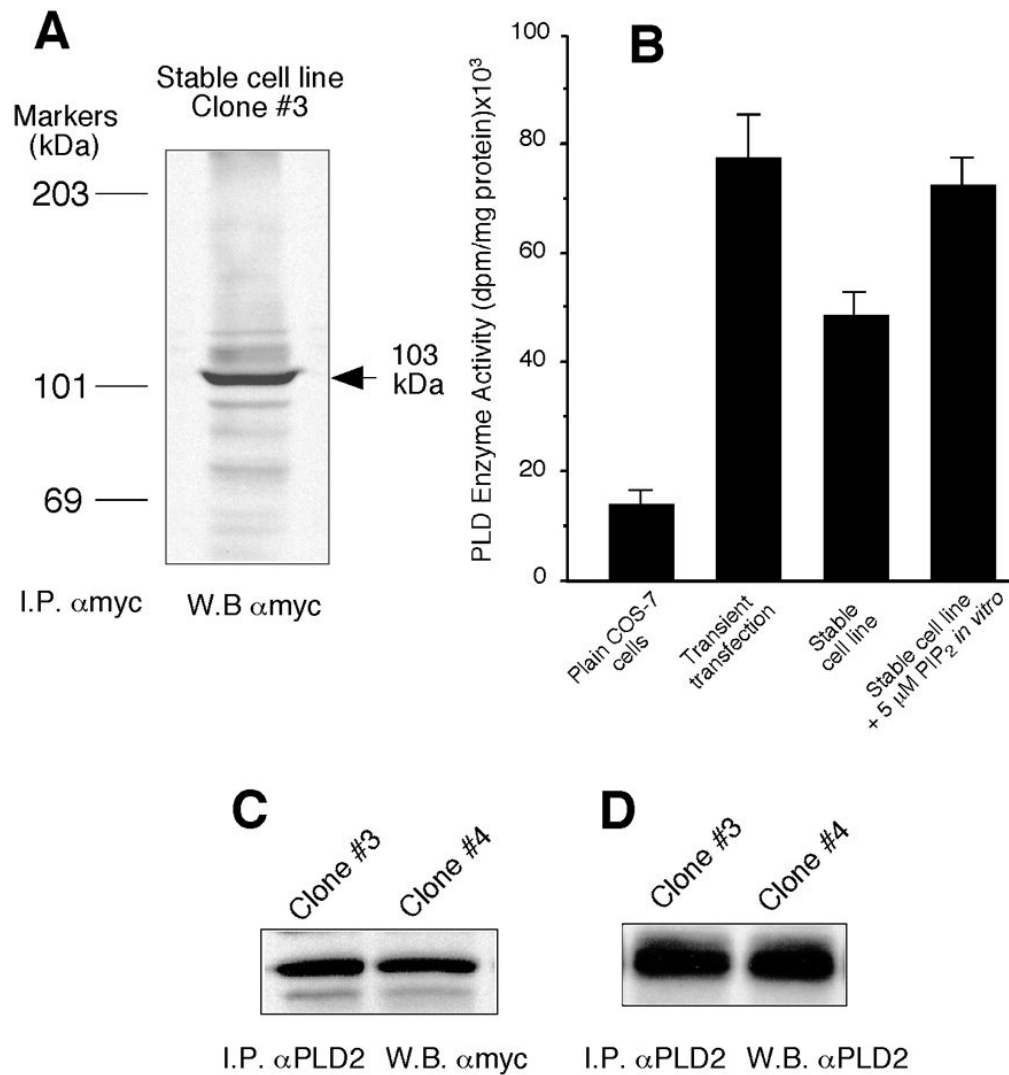 A
Stable cell line
Clone #3
Markers
(kDa)
203
101
69
103
kDa
I.P. αmyc
W.B αmyc
B
PLD Enzyme Activity (dpm/mg protein)x10³
100
80
60
40
20
0
Plain COS-7
cells
Transient
transfection
Stable
cell line
Stable cell line
+ 5 μM PIP₂ in vitro
C
Clone #3
Clone #4
I.P. αPLD2
W.B. αmyc
D
Clone #3
Clone #4
I.P. αPLD2
W.B. αPLD2